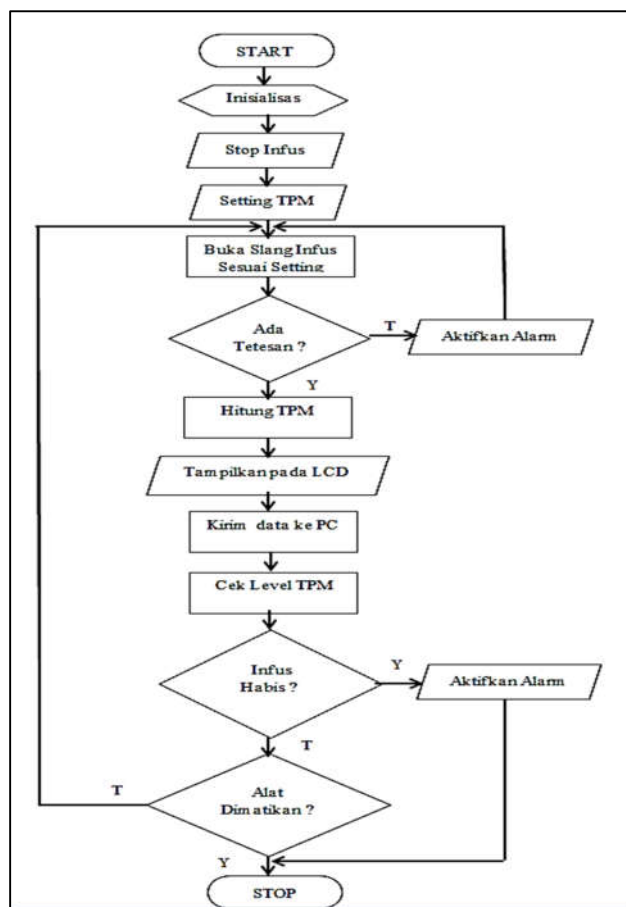 START
Inisialisas
Stop Infus
Setting TPM
Buka Slang Infus
Sesuai Setting
Ada
Tetesan ?
T
Aktifkan Alarm
Y
Hitung TPM
Tampilkan pada LCD
Kirim data ke PC
Cek Level TPM
Infus
Habis ?
Y
Aktifkan Alarm
T
Alat
Dimatikan ?
T
Y
STOP